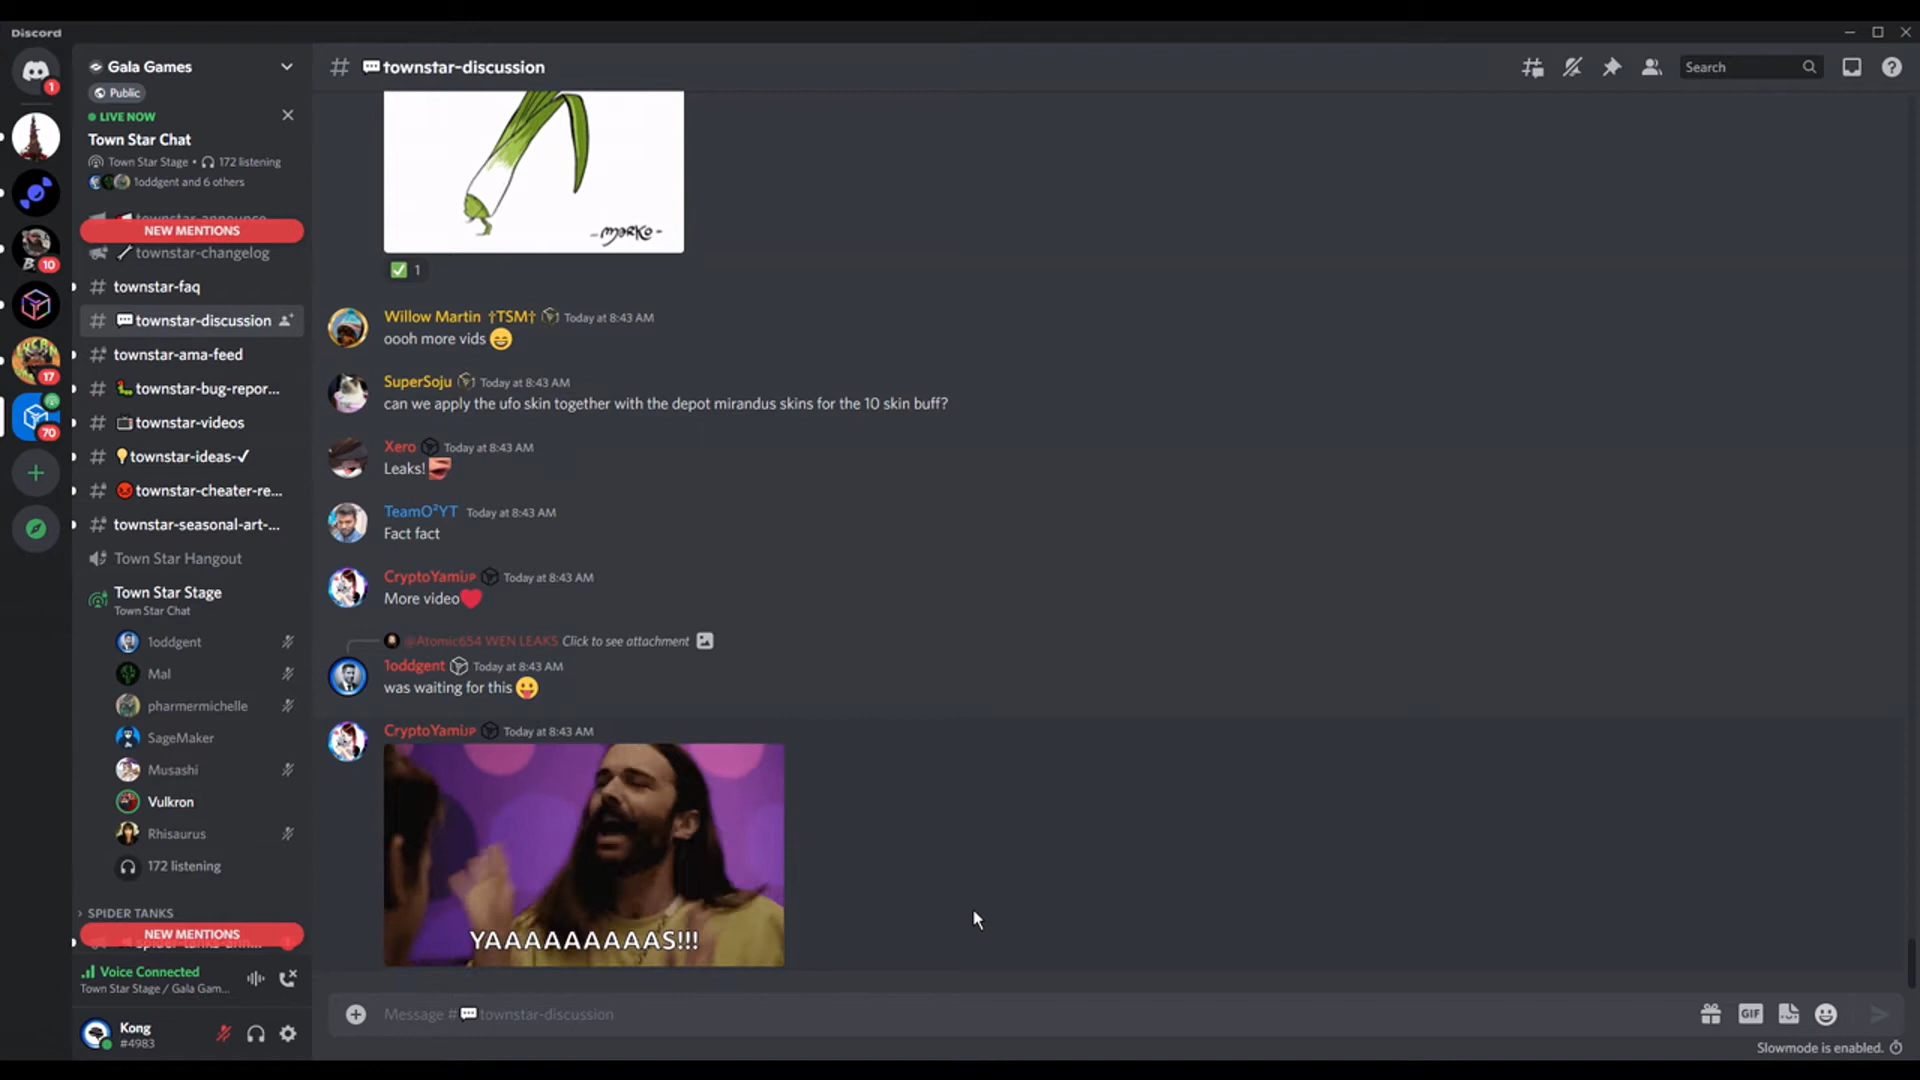 Discord
1
10
17
70
Gala Games
Public
LIVE NOW
Town Star Chat
Town Star Stage • 172 listening
1oddgent and 6 others
townstar-announce
NEW MENTIONS
townstar-changelog
townstar-faq
townstar-discussion
townstar-ama-feed
townstar-bug-repor...
townstar-videos
townstar-ideas-✓
townstar-cheater-re...
townstar-seasonal-art-...
Town Star Hangout
Town Star Stage
Town Star Chat
1oddgent
Mal
pharmermichelle
SageMaker
Musashi
Vulkron
Rhisaurus
172 listening
SPIDER TANKS
NEW MENTIONS
Voice Connected
Town Star Stage / Gala Gam...
Kong
#4983
# townstar-discussion
Search
-Marko-
1
Willow Martin †TSM† Today at 8:43 AM
oooh more vids 😄
SuperSoju Today at 8:43 AM
can we apply the ufo skin together with the depot mirandus skins for the 10 skin buff?
Xero Today at 8:43 AM
Leaks!
TeamO²YT Today at 8:43 AM
Fact fact
CryptoYamiᴊᴘ Today at 8:43 AM
More video❤️
@Atomic654 WEN LEAKS Click to see attachment
1oddgent Today at 8:43 AM
was waiting for this 😛
CryptoYamiᴊᴘ Today at 8:43 AM
YAAAAAAAAAS!!!
Message #💬townstar-discussion
GIF
Slowmode is enabled.